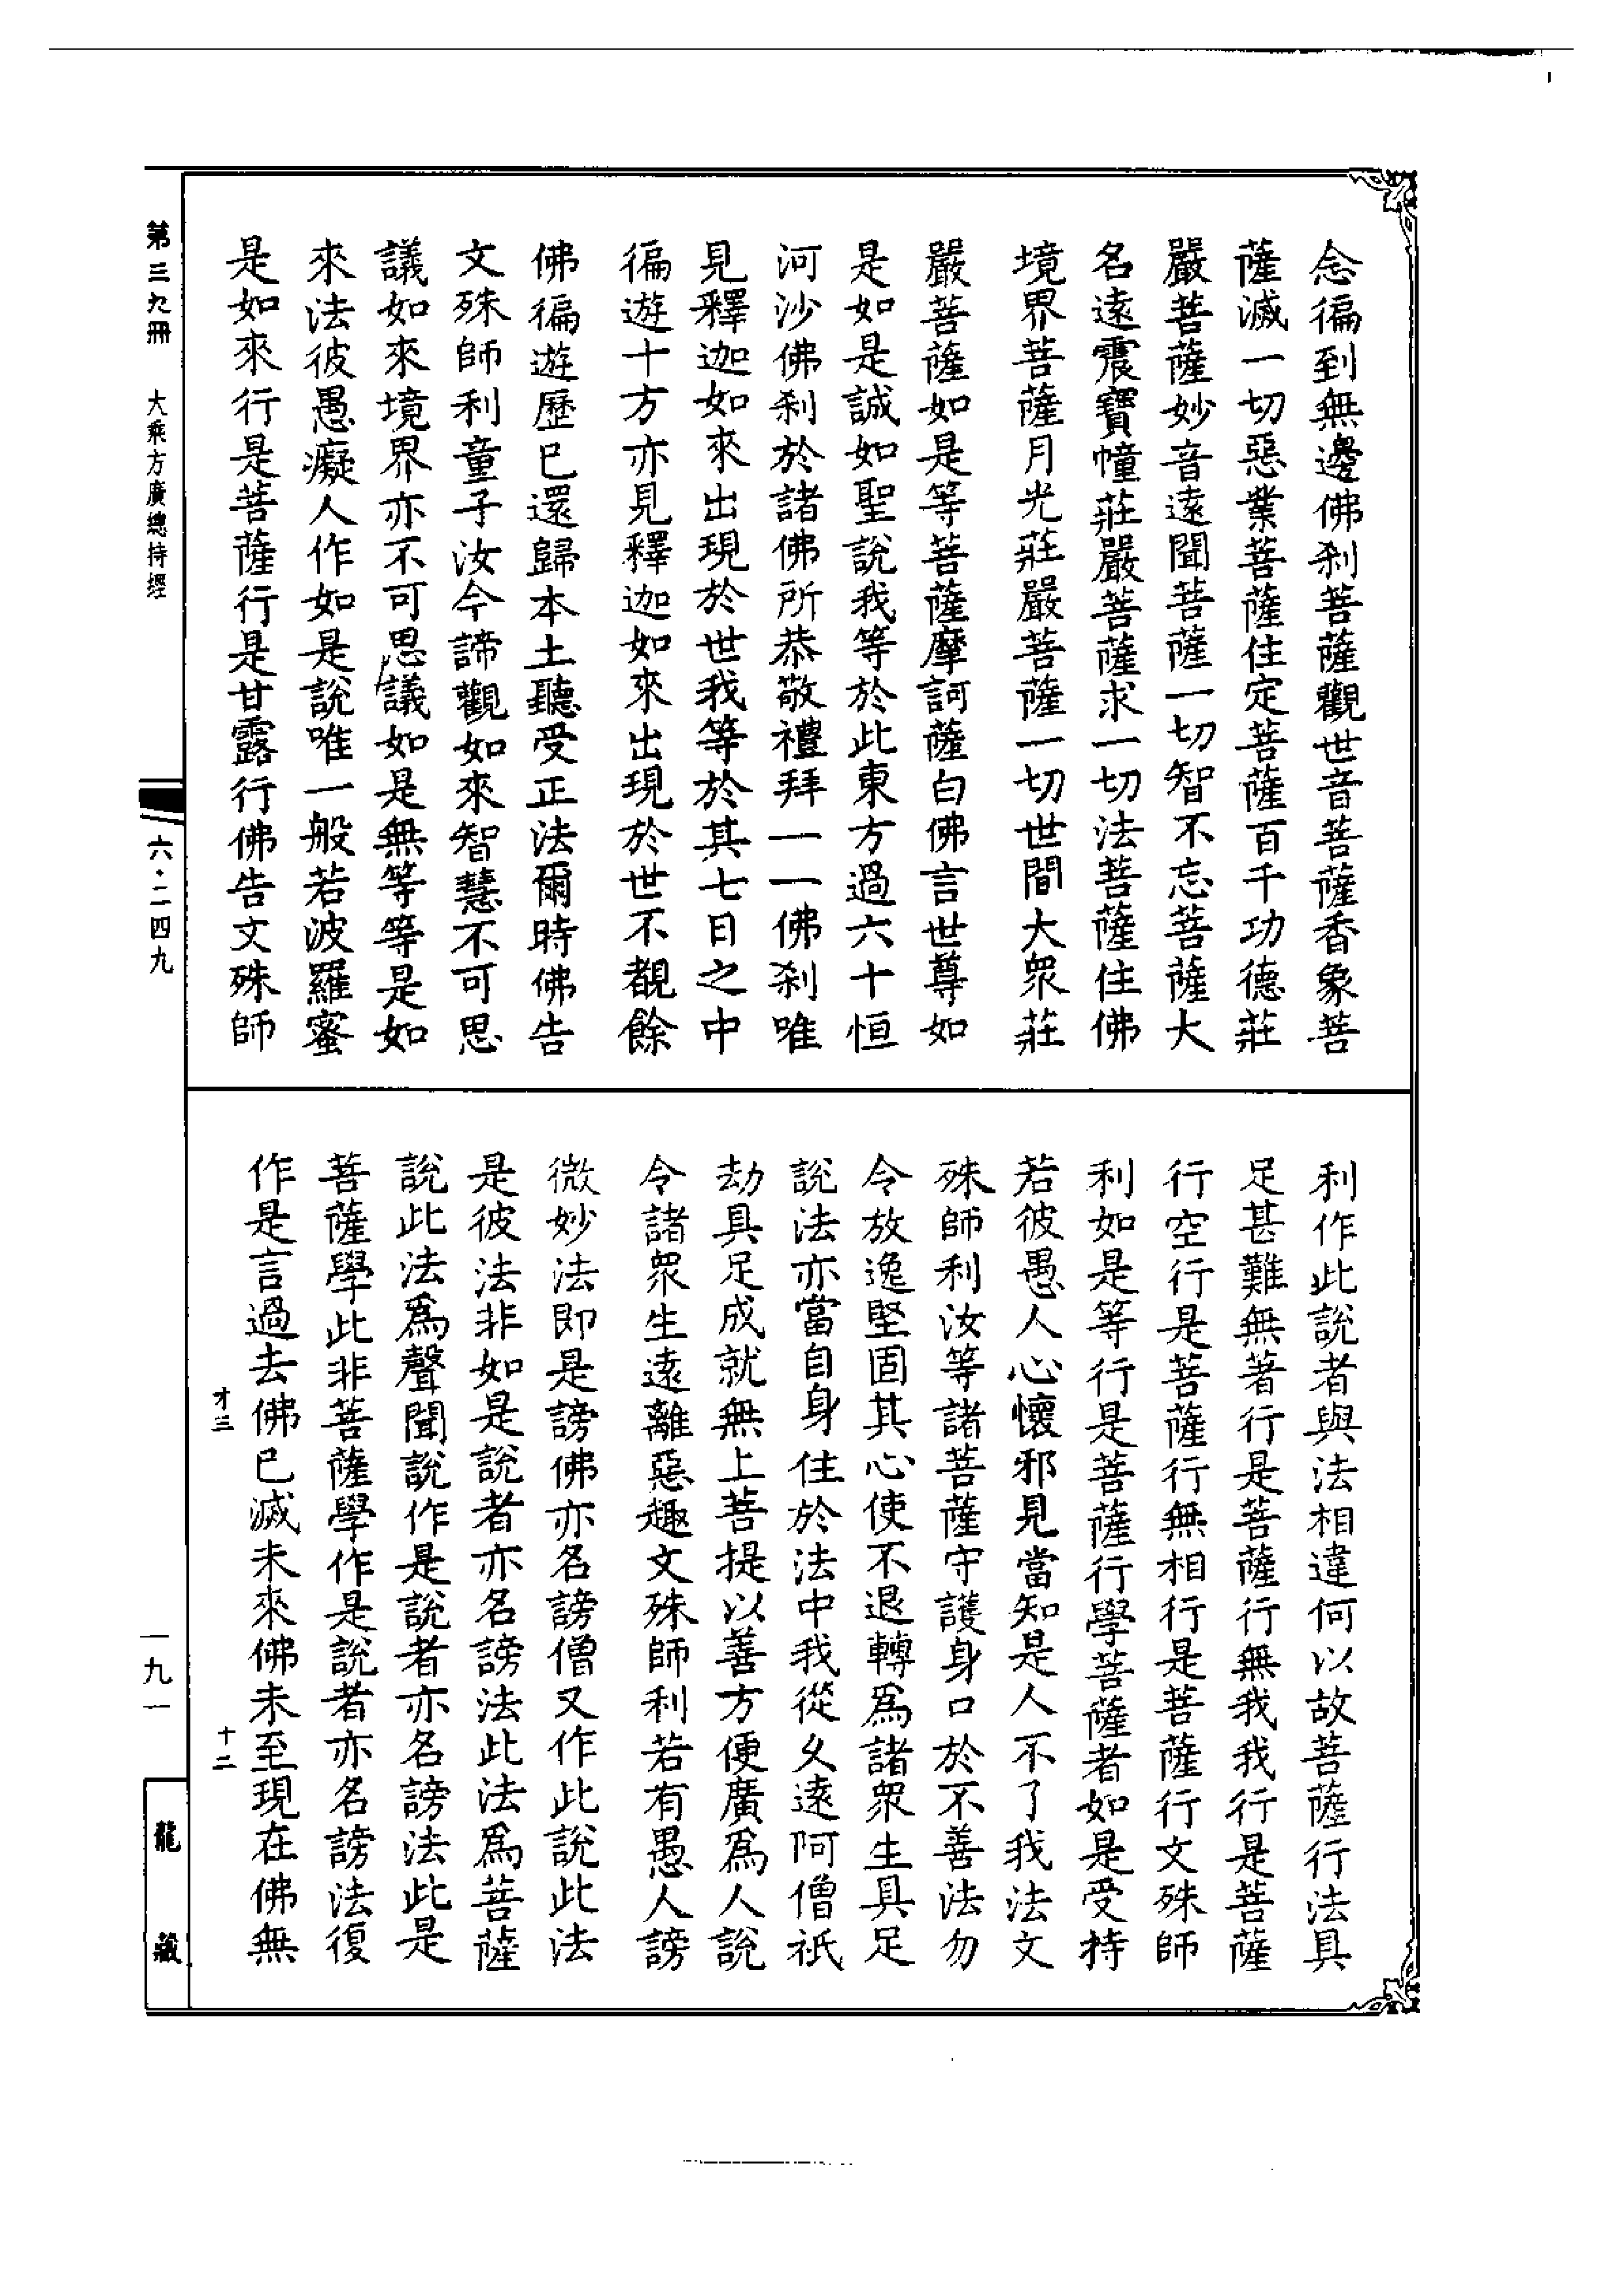 念徧到無邊佛刹菩薩觀世音菩薩香象菩
薩滅一切惡業菩薩住定菩薩百千功德莊
嚴菩薩妙音遠聞菩薩一切智不忘菩薩大
名遠震寶幢莊嚴菩薩求一切法菩薩住佛
境界菩薩月光莊嚴菩薩一切世間大衆莊
嚴菩薩如是等菩薩摩訶薩白佛言世尊如
是如是誠如聖說我等於此東方過六十恒
河沙佛刹於諸佛所恭敬禮拜一一佛刹唯
見釋迦如來出現於世我等於其七日之中
徧遊十方亦見釋迦如來出現於世不覩餘
佛徧遊歷已還歸本土聽受正法爾時佛告
文殊師利童子汝今諦觀如來智慧不可思
議如來境界亦不可思議如是無等等是如
來法彼愚癡人作如是說唯一般若波羅蜜
是如來行是菩薩行是甘露行佛告文殊師
利作此說者與法相違何以故菩薩行法具
足甚難無著行是菩薩行無我我行是菩薩
行空行是菩薩行無相行是菩薩行文殊師
利如是等行是菩薩行學菩薩者如是受持
若彼愚人心懷邪見當知是人不了我法文
殊師利汝等諸菩薩守護身口於不善法勿
令放逸堅固其心使不退轉爲諸衆生具足
說法亦當自身住於法中我從久遠阿僧祇
劫具足成就無上菩提以善方便廣爲人說
令諸衆生遠離惡趣文殊師利若有愚人謗
微妙法即是謗佛亦名謗僧又作此說此法
是彼法非如是說者亦名謗法此法爲菩薩
說此法爲聲聞說作是說者亦名謗法此是
菩薩學此非菩薩學作是說者亦名謗法復
作是言過去佛已滅未來佛未至現在佛無
才三
十二
第三九冊
大乘方廣總持經
六·二四九
一九一
龍藏